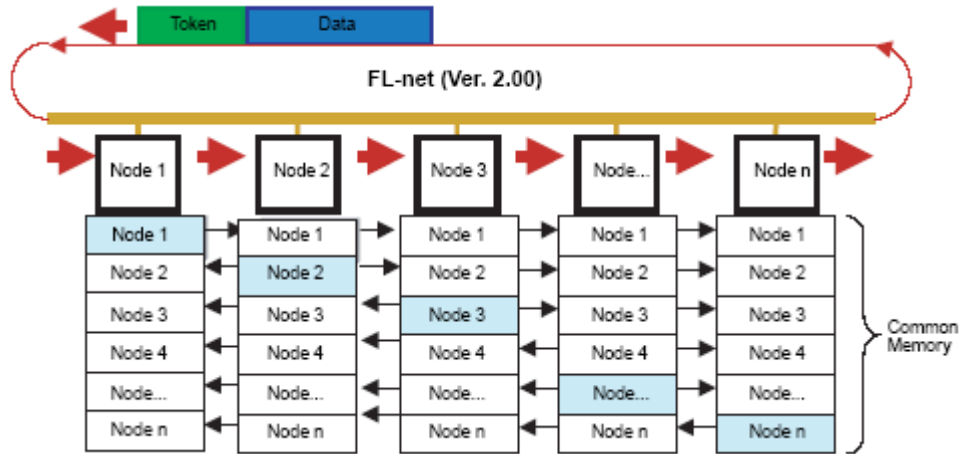 Token Data
FL-net (Ver. 2.00)
Node 1 Node 2 Node 3 Node... Node n
Node 1 Node 1 Node 1 Node 1 Node 1
Node 2 Node 2 Node 2 Node 2 Node 2
Node 3 Node 3 Node 3 Node 3 Node 3
Node 4 Node 4 Node 4 Node 4 Node 4
Node... Node... Node... Node... Node...
Node n Node n Node n Node n Node n
Common
Memory